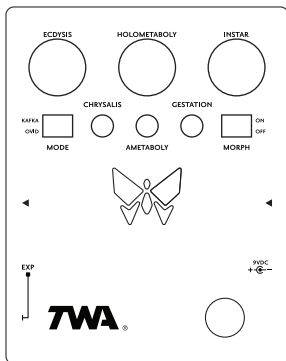 ECDYSIS HOLOMETABOLY INSTAR
CHRYSALIS GESTATION
KAFKA ON
OVID OFF
MODE AMETABOLY MORPH
EXP 9VDC
+ -
TWA ®